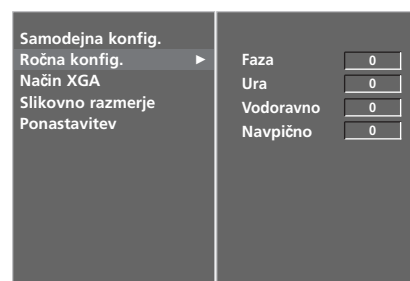 Samodejna konfig.
Ročna konfig. ►
Način XGA
Slikovno razmerje
Ponastavitev
Faza 0
Ura 0
Vodoravno 0
Navpično 0